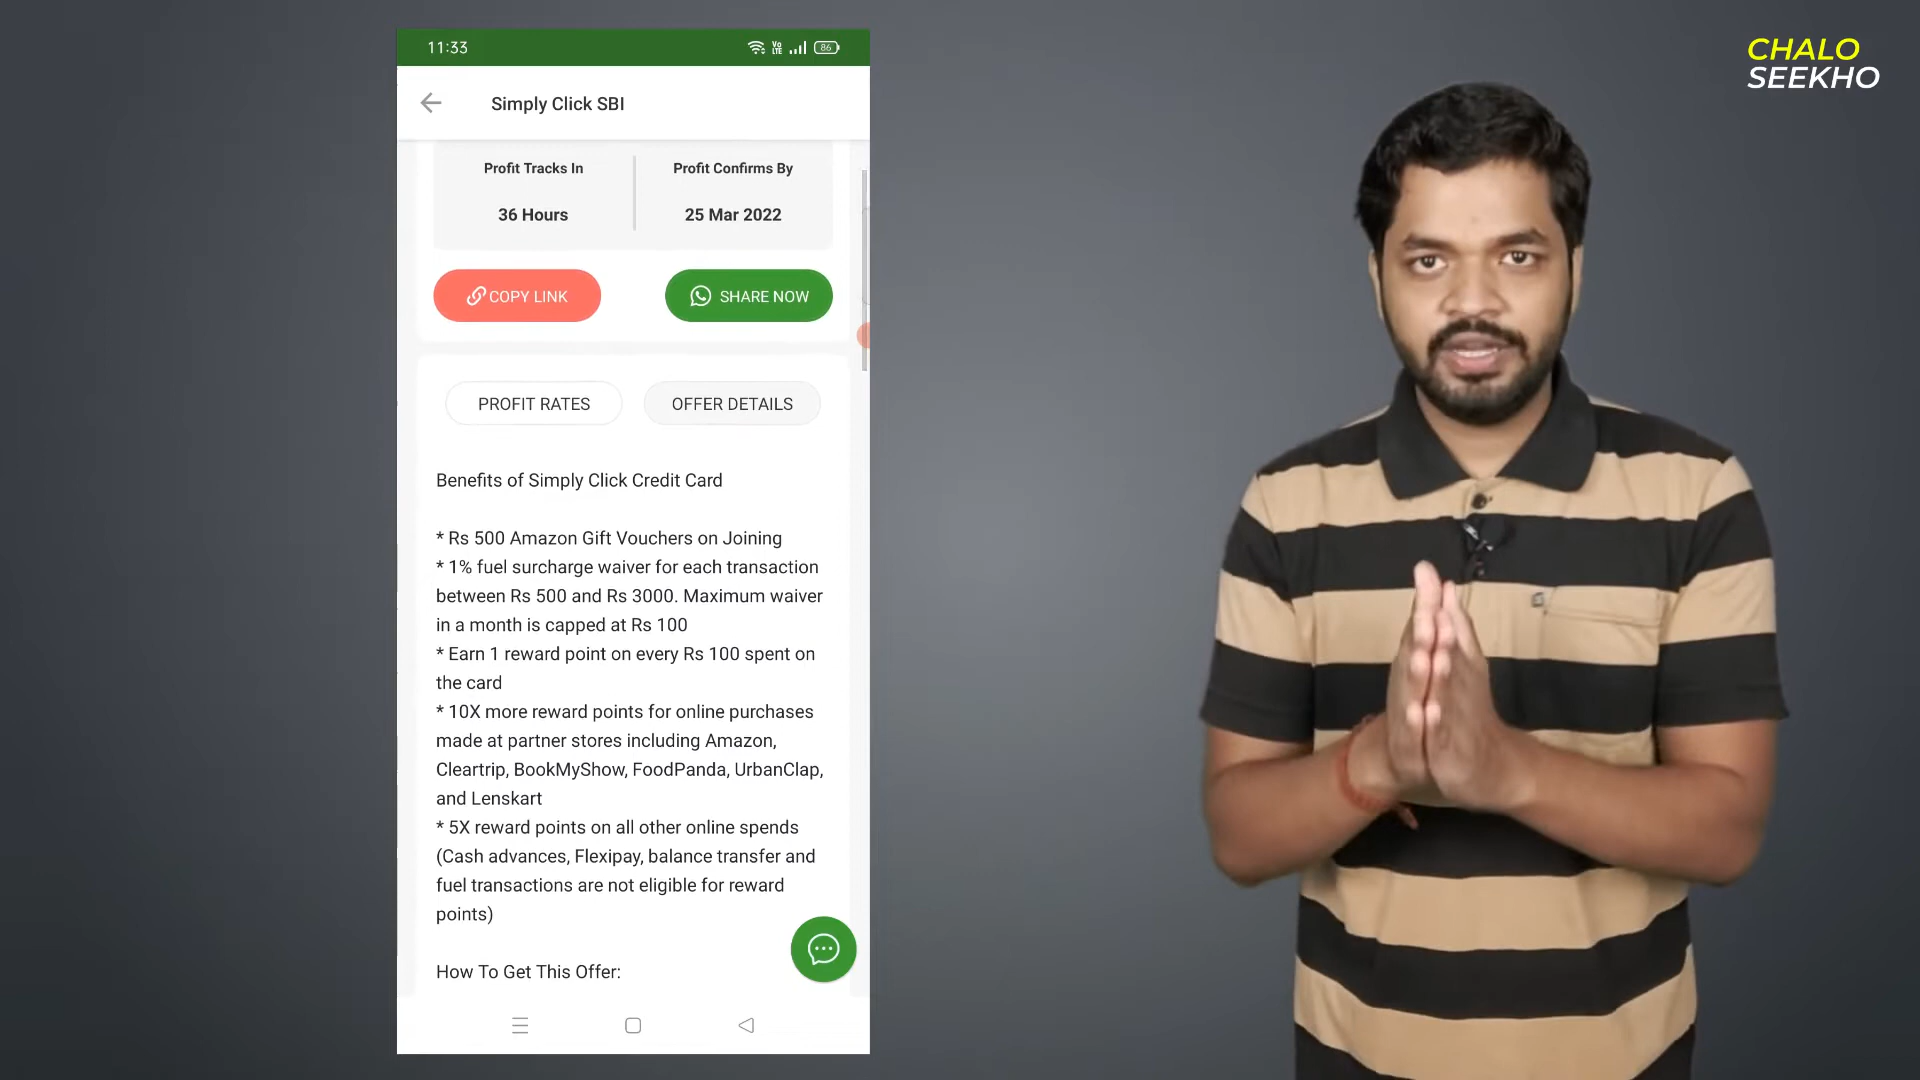 11:33
86
CHALO
SEEKHO
Simply Click SBI
Profit Tracks In
Profit Confirms By
36 Hours
25 Mar 2022
COPY LINK
SHARE NOW
PROFIT RATES
OFFER DETAILS
Benefits of Simply Click Credit Card
* Rs 500 Amazon Gift Vouchers on Joining
* 1% fuel surcharge waiver for each transaction
between Rs 500 and Rs 3000. Maximum waiver
in a month is capped at Rs 100
* Earn 1 reward point on every Rs 100 spent on
the card
* 10X more reward points for online purchases
made at partner stores including Amazon,
Cleartrip, BookMyShow, FoodPanda, UrbanClap,
and Lenskart
* 5X reward points on all other online spends
(Cash advances, Flexipay, balance transfer and
fuel transactions are not eligible for reward
points)
How To Get This Offer: